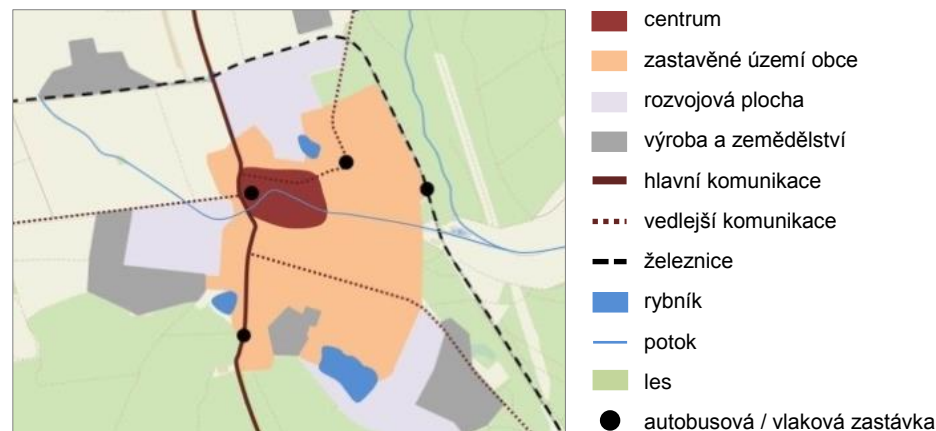 centrum
zastavěné území obce
rozvojová plocha
výroba a zemědělství
hlavní komunikace
vedlejší komunikace
železnice
rybník
potok
les
autobusová / vlaková zastávka